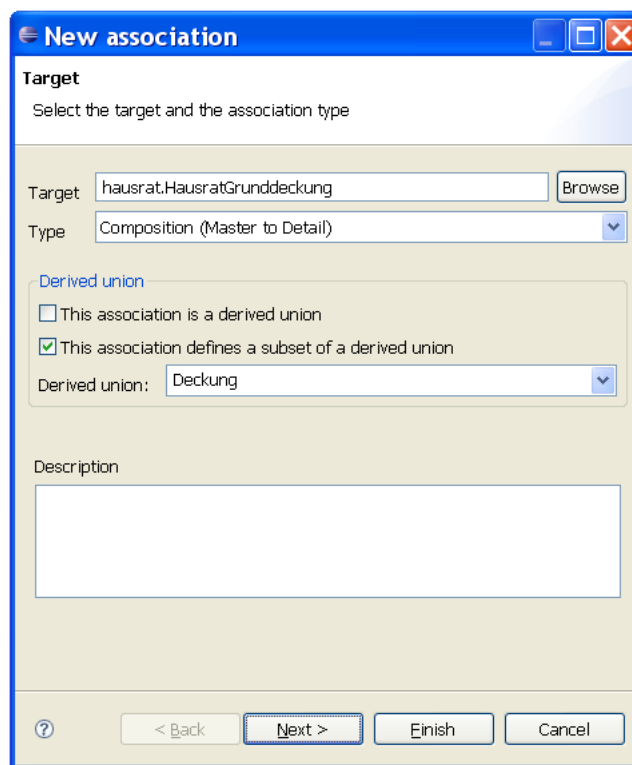 New association
Target
Select the target and the association type
Target hausrat.HausratGrunddeckung Browse
Type Composition (Master to Detail)
Derived union
This association is a derived union
This association defines a subset of a derived union
Derived union: Deckung
Description
? < Back Next > Finish Cancel